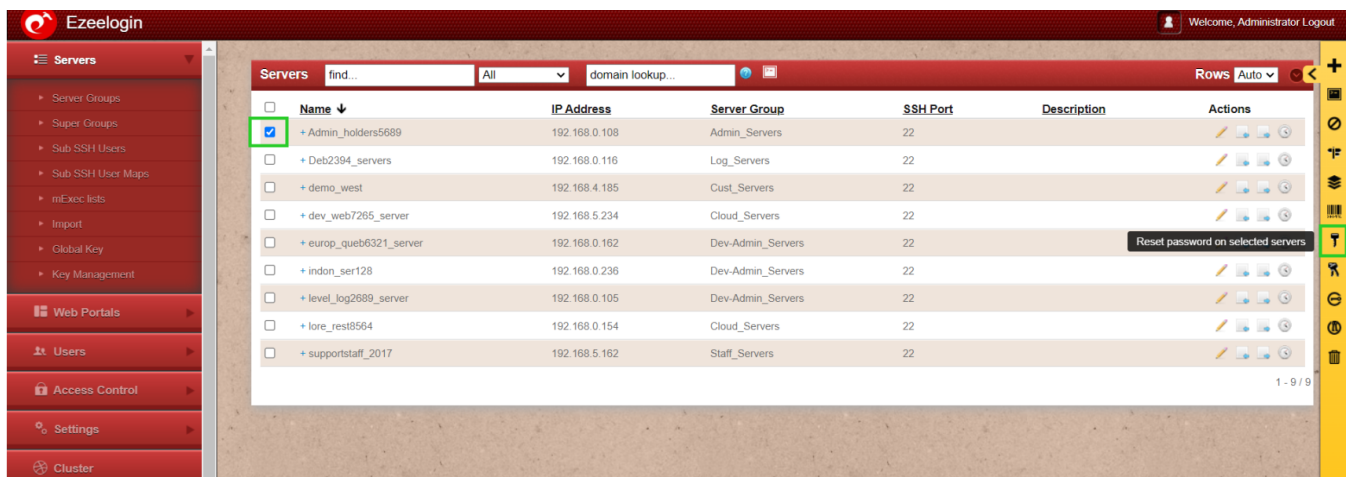 Ezeelogin
Welcome, Administrator Logout
Servers
Server Groups
Super Groups
Sub SSH Users
Sub SSH User Maps
mExec lists
Import
Global Key
Key Management
Web Portals
Users
Access Control
Settings
Cluster
Servers find... All domain lookup... Rows Auto
Name IP Address Server Group SSH Port Description Actions
+ Admin_holders5689 192.168.0.108 Admin_Servers 22
+ Deb2394_servers 192.168.0.116 Log_Servers 22
+ demo_west 192.168.4.185 Cust_Servers 22
+ dev_web7265_server 192.168.5.234 Cloud_Servers 22
+ europ_queb6321_server 192.168.0.162 Dev-Admin_Servers 22
Reset password on selected servers
+ indon_ser128 192.168.0.236 Dev-Admin_Servers 22
+ level_log2689_server 192.168.0.105 Dev-Admin_Servers 22
+ lore_rest8564 192.168.0.154 Cloud_Servers 22
+ supportstaff_2017 192.168.5.162 Staff_Servers 22
1 - 9 / 9